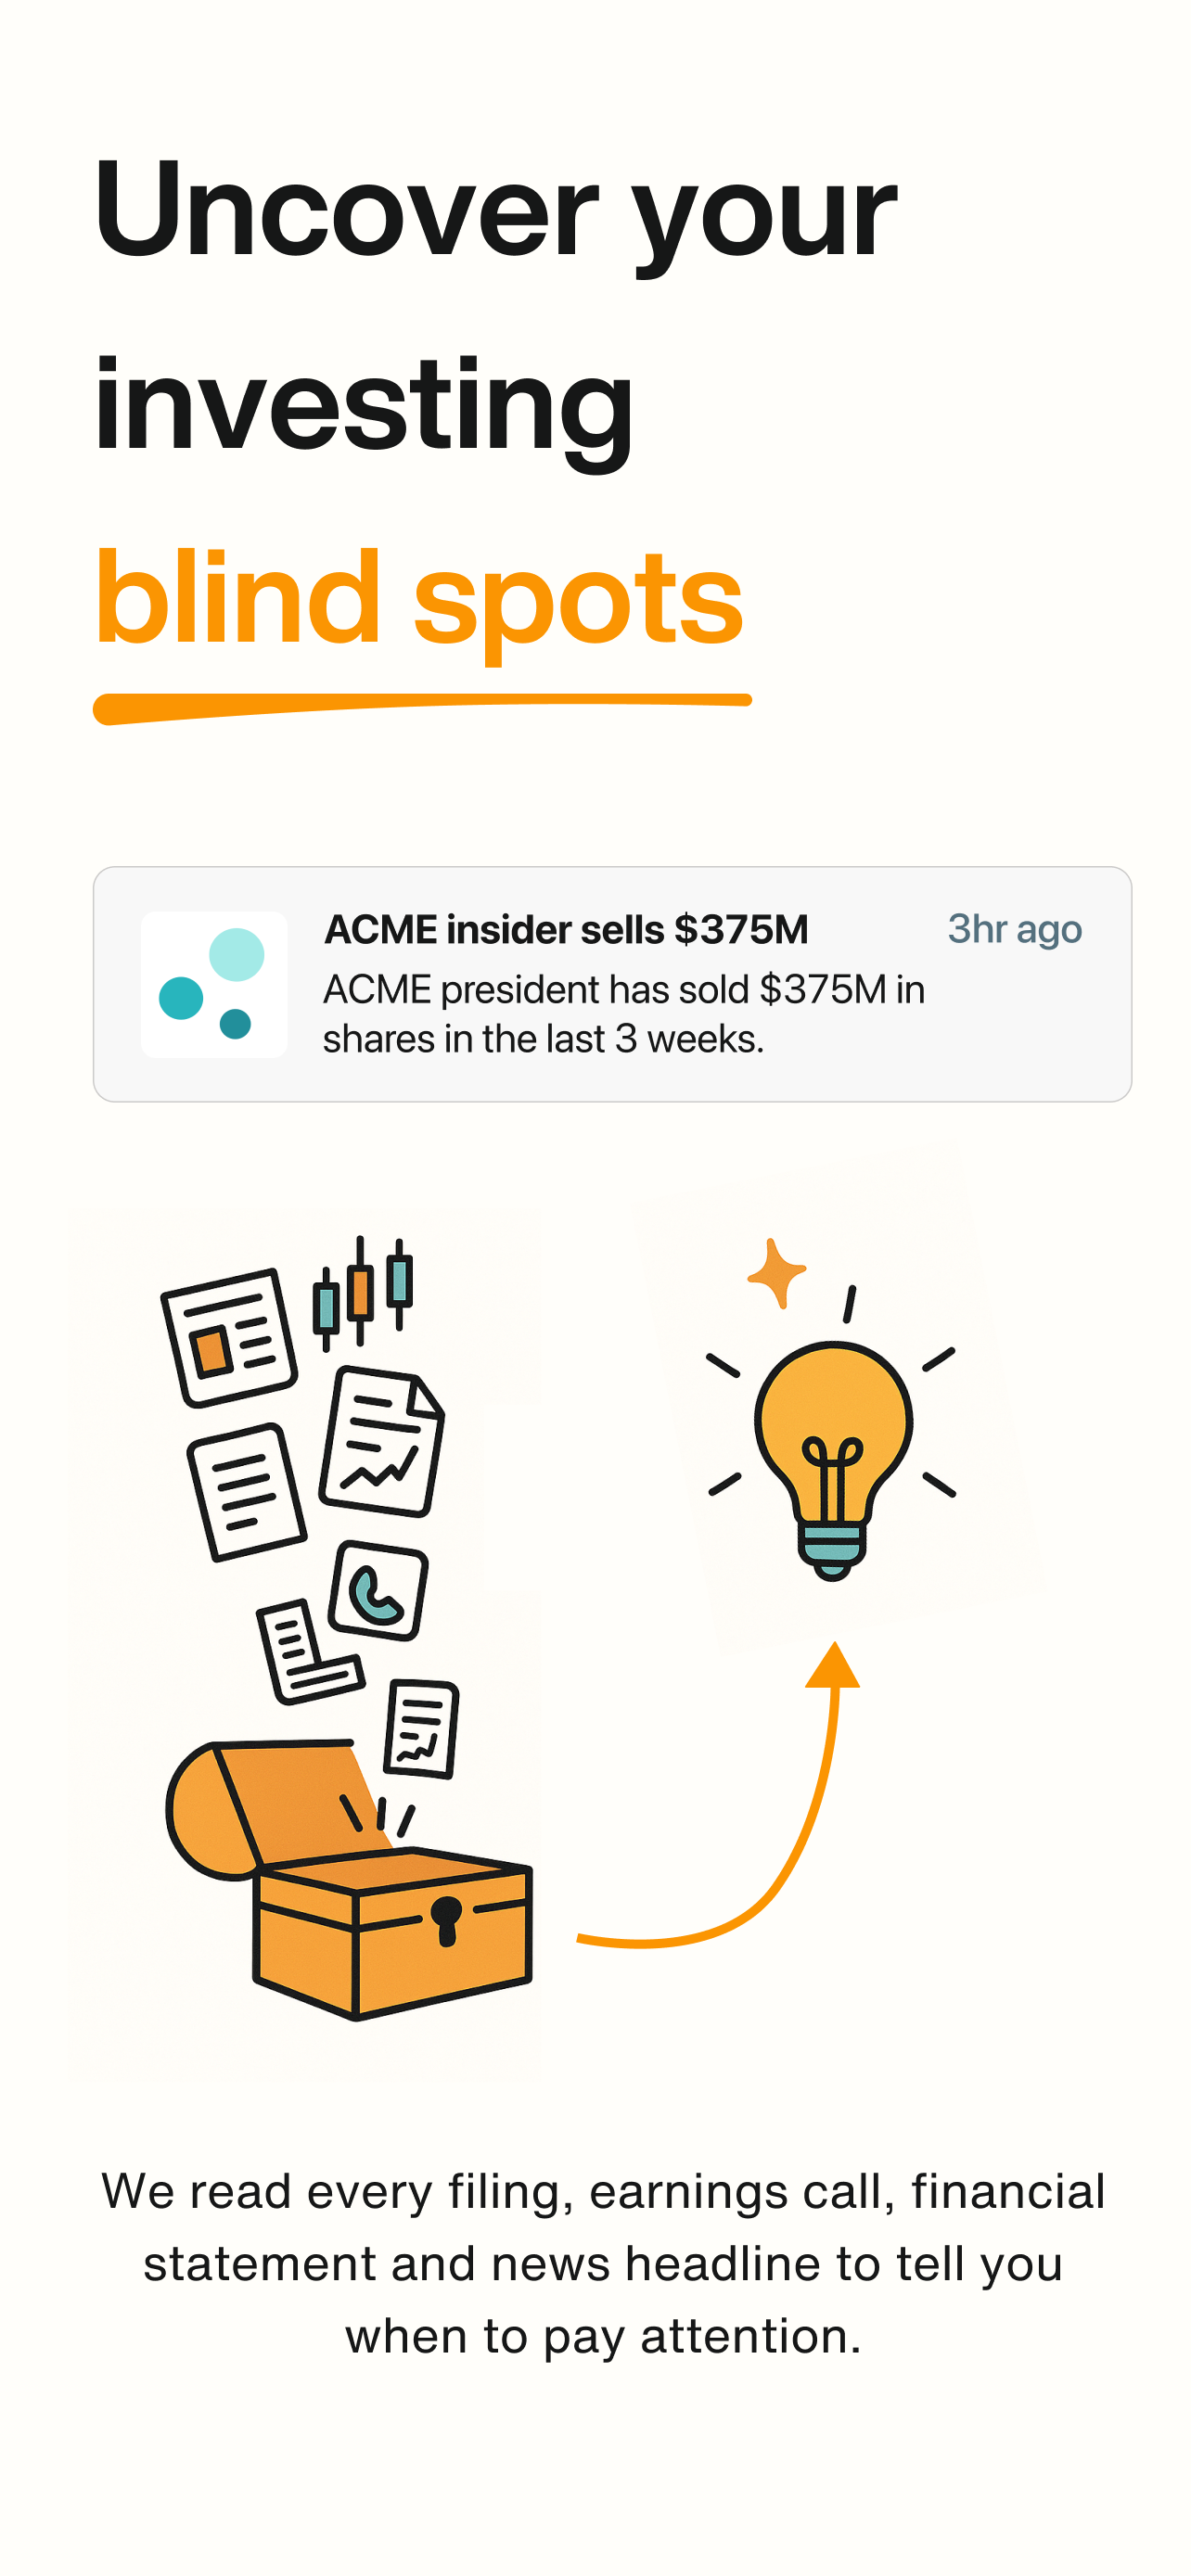 Uncover your
investing
blind spots
ACME insider sells $375M
3hr ago
ACME president has sold $375M in
shares in the last 3 weeks.
We read every filing, earnings call, financial
statement and news headline to tell you
when to pay attention.